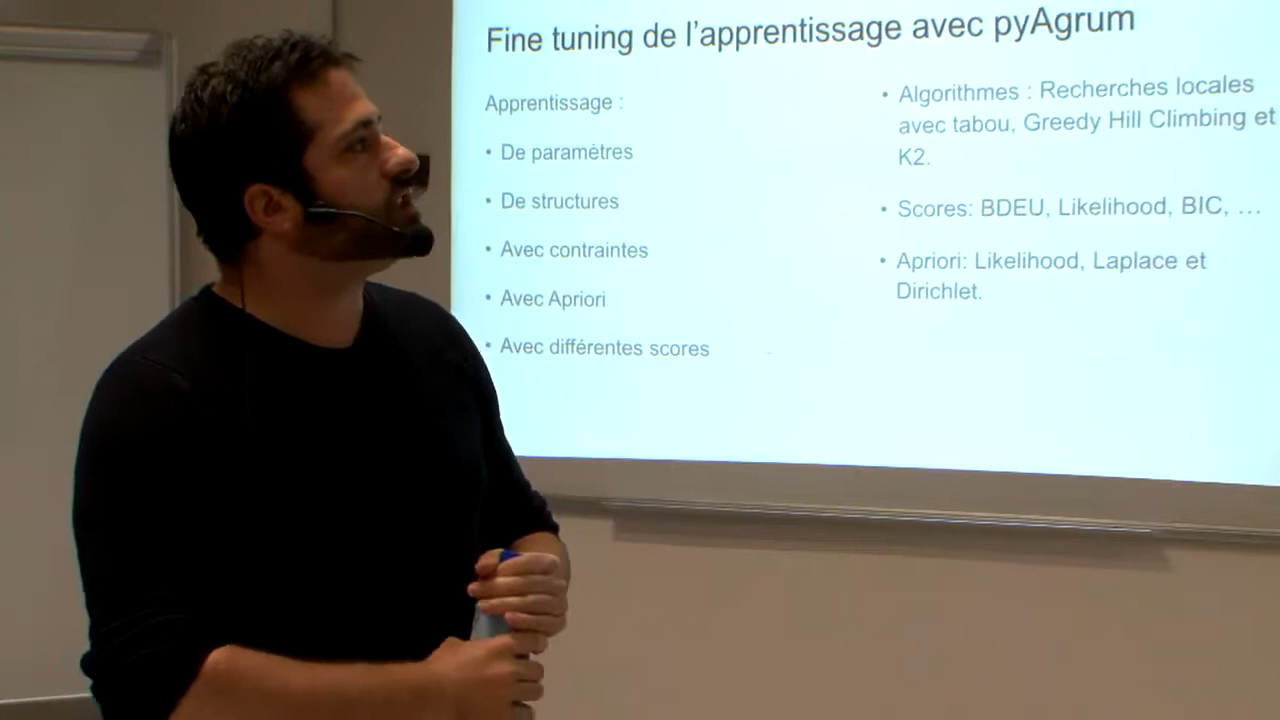 Fine tuning de l'apprentissage avec pyAgrum
Apprentissage :
• De paramètres
• De structures
• Avec contraintes
• Avec Apriori
• Avec différentes scores
• Algorithmes : Recherches locales
avec tabou, Greedy Hill Climbing et
K2.
• Scores: BDEU, Likelihood, BIC, …
• Apriori: Likelihood, Laplace et
Dirichlet.